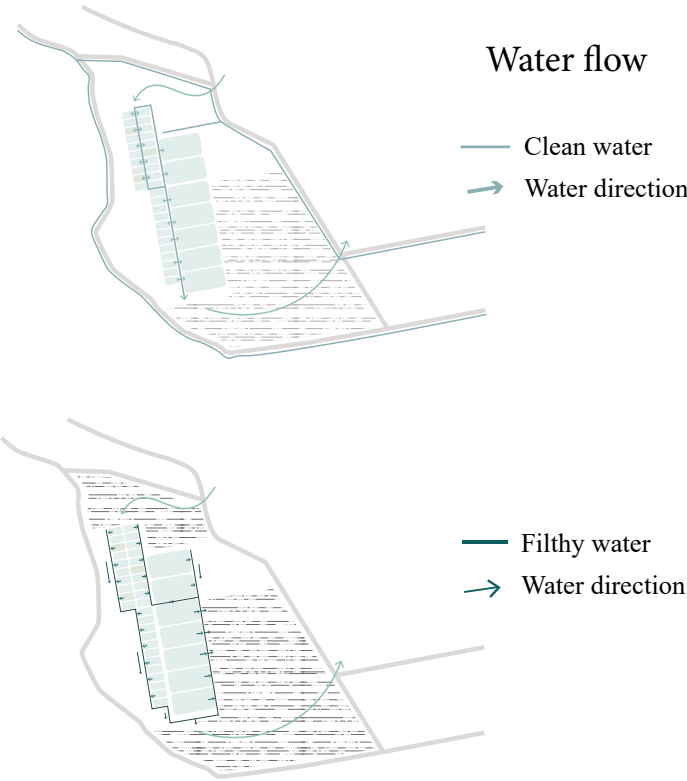 Water flow
Clean water
Water direction
Filthy water
Water direction